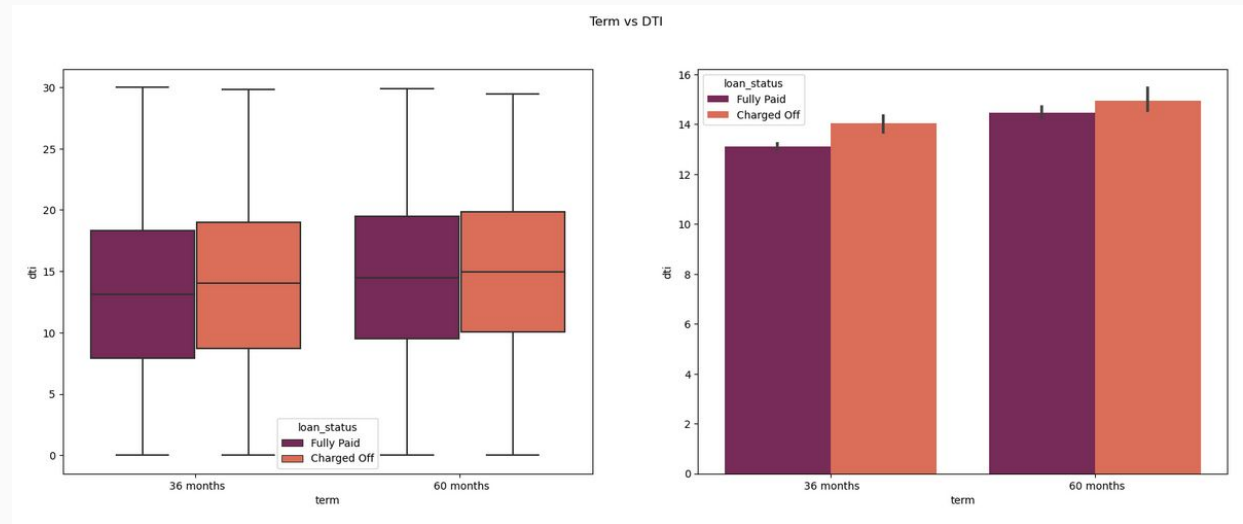 Term vs DTI
30
25
20
15
10
5
0
dti
loan_status
Fully Paid
Charged Off
36 months
60 months
term
16
14
12
10
8
6
4
2
0
dti
loan_status
Fully Paid
Charged Off
36 months
60 months
term